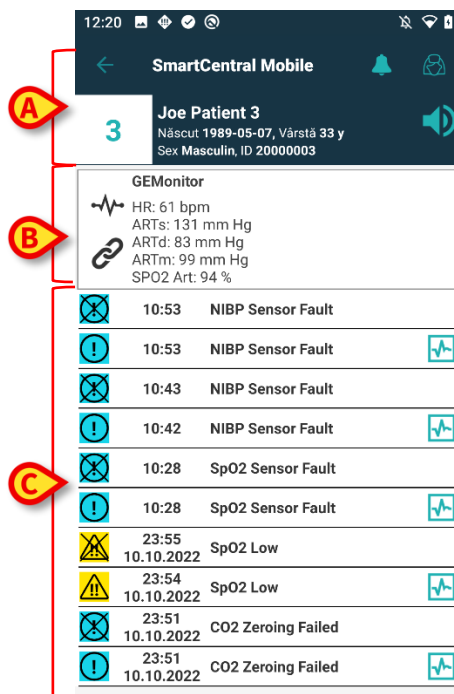 12:20
SmartCentral Mobile
A
3
Joe Patient 3
Născut 1989-05-07, Vârstă 33 y
Sex Masculin, ID 20000003
GEMonitor
B
HR: 61 bpm
ARTs: 131 mm Hg
ARTd: 83 mm Hg
ARTm: 99 mm Hg
SPO2 Art: 94 %
10:53 NIBP Sensor Fault
10:53 NIBP Sensor Fault
10:43 NIBP Sensor Fault
10:42 NIBP Sensor Fault
C
10:28 SpO2 Sensor Fault
10:28 SpO2 Sensor Fault
23:55
10.10.2022 SpO2 Low
23:54
10.10.2022 SpO2 Low
23:51
10.10.2022 CO2 Zeroing Failed
23:51
10.10.2022 CO2 Zeroing Failed